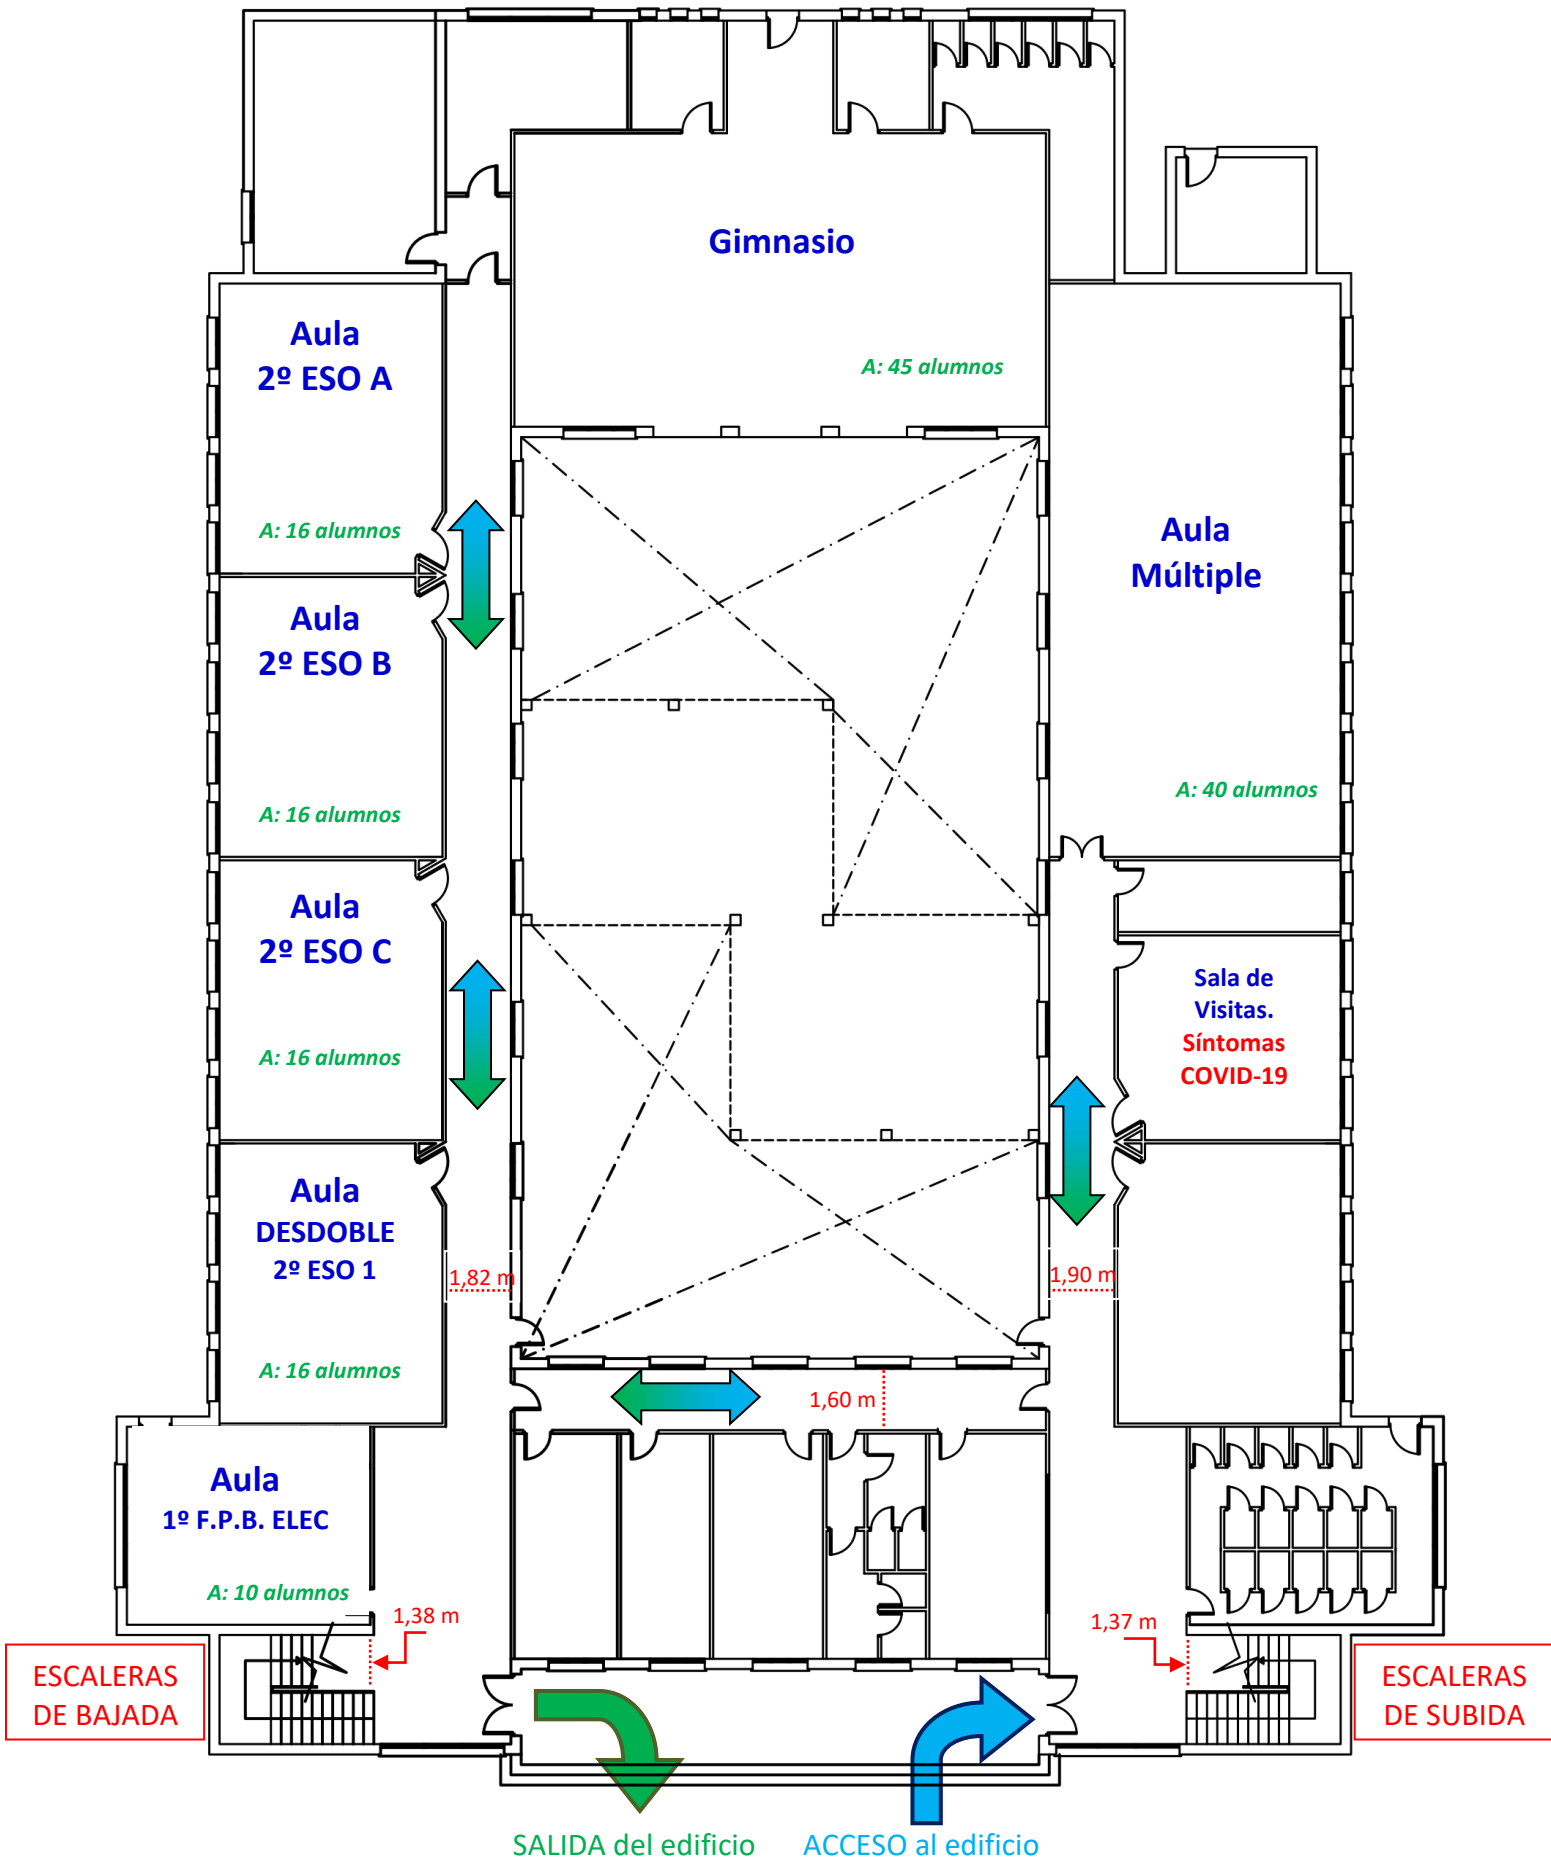 Gimnasio
A: 45 alumnos
Aula
2º ESO A
A: 16 alumnos
Aula
2º ESO B
A: 16 alumnos
Aula
Múltiple
A: 40 alumnos
Aula
2º ESO C
A: 16 alumnos
Sala de
Visitas.
Síntomas
COVID-19
Aula
DESDOBLE
2º ESO 1
A: 16 alumnos
1,82 m
1,90 m
1,60 m
Aula
1º F.P.B. ELEC
A: 10 alumnos
1,38 m
1,37 m
ESCALERAS
DE BAJADA
ESCALERAS
DE SUBIDA
SALIDA del edificio
ACCESO al edificio